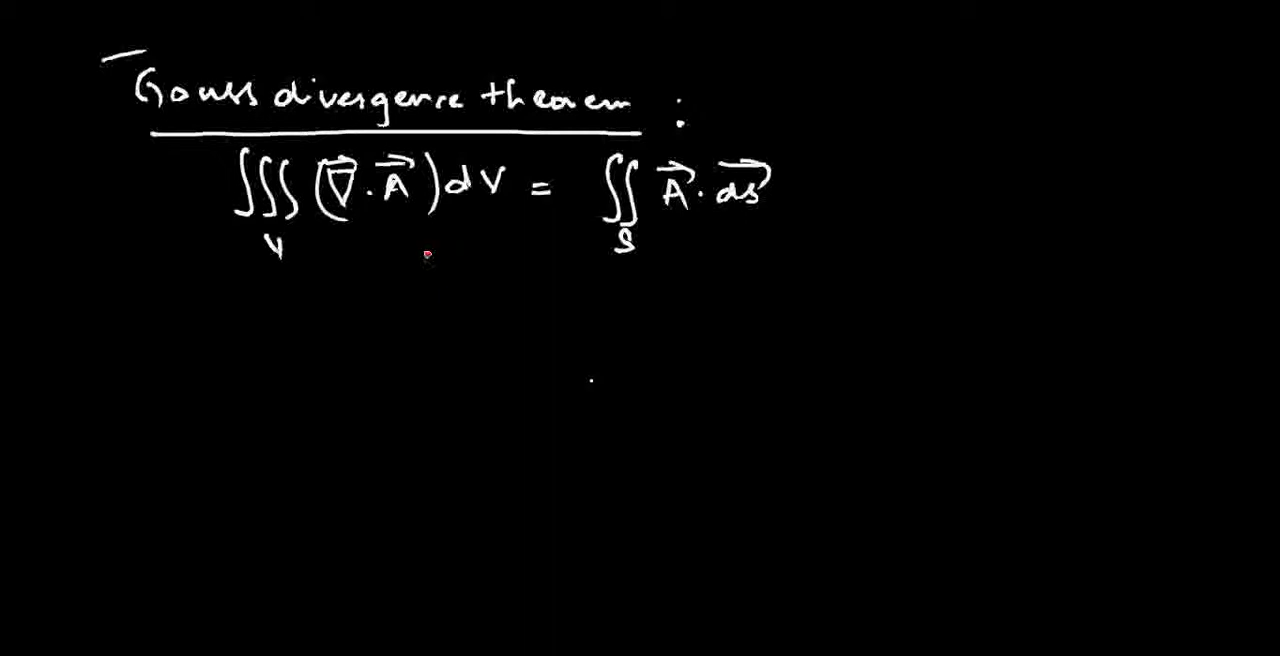 Gauss divergence theorem :
∭_V (∇⃗ · A⃗) dV = ∬_S A⃗ · ds⃗